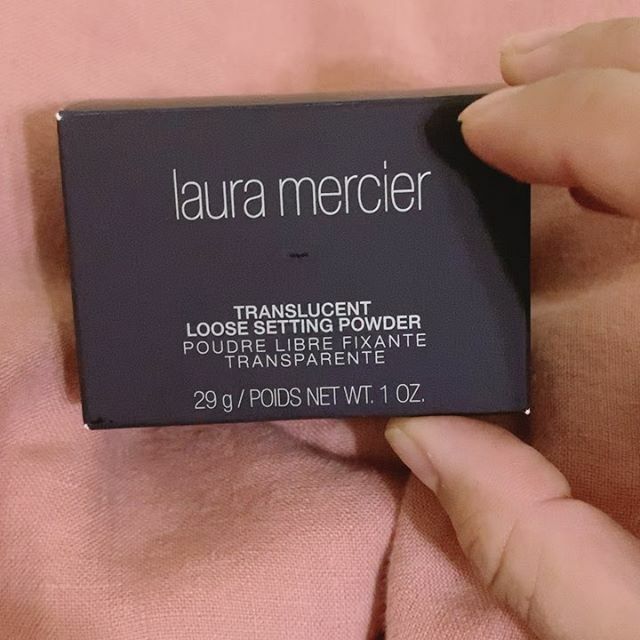 laura mercier
TRANSLUCENT
LOOSE SETTING POWDER
POUDRE LIBRE FIXANTE
TRANSPARENTE
29 g / POIDS NET WT. 1 OZ.